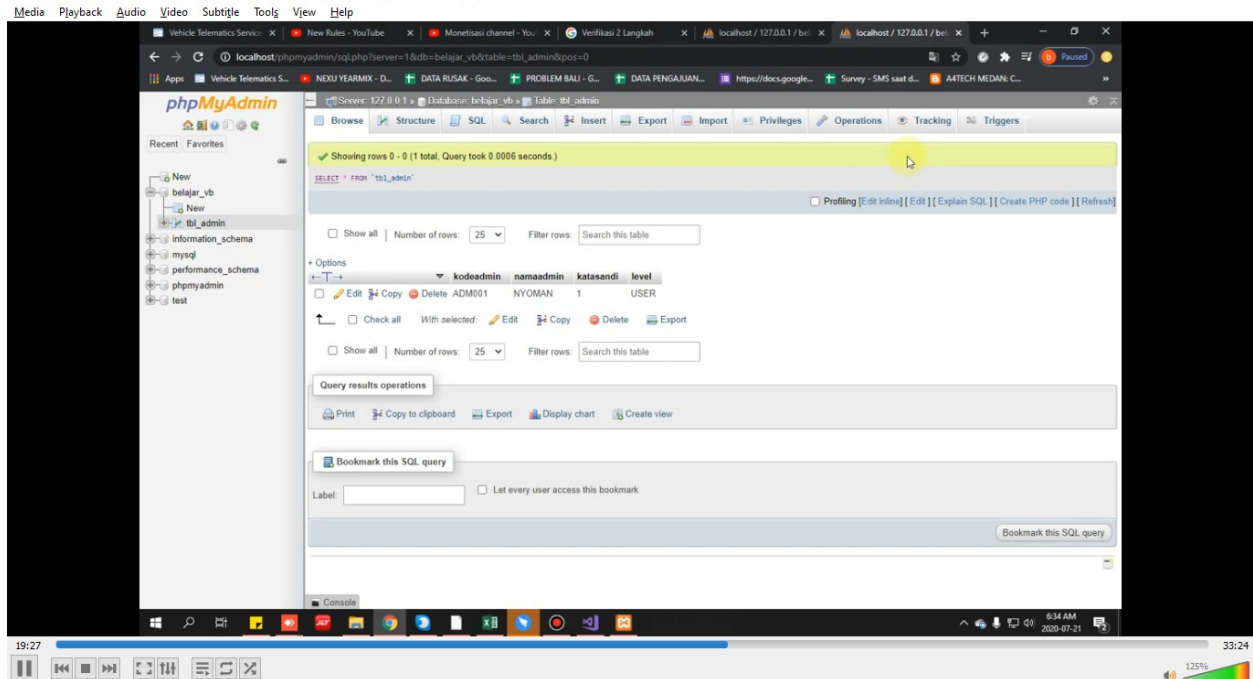 Media Playback Audio Video Subtitle Tools View Help
Vehicle Telematics Service New Rules - YouTube Monetisasi channel - You Verifikasi 2 Langkah localhost / 127.0.0.1 / bel localhost / 127.0.0.1 / bel
localhost/phpmyadmin/sql.php?server=1&db=belajar_vb&table=tbl_admin&pos=0 Paused
Apps Vehicle Telematics S... NEXU YEARMIX - D... DATA RUSAK - Goo... PROBLEM BALI - G... DATA PENGAJUAN... https://docs.google... Survey - SMS saat d... A4TECH MEDAN: C... »
phpMyAdmin
Recent Favorites
New
belajar_vb
New
tbl_admin
information_schema
mysql
performance_schema
phpmyadmin
test
Server: 127.0.0.1 » Database: belajar_vb » Table: tbl_admin
Browse Structure SQL Search Insert Export Import Privileges Operations Tracking Triggers
Showing rows 0 - 0 (1 total, Query took 0.0006 seconds.)
SELECT * FROM `tbl_admin`
Profiling [Edit inline] [ Edit ] [ Explain SQL ] [ Create PHP code ] [ Refresh]
Show all | Number of rows: 25 Filter rows: Search this table
+ Options
←T→ kodeadmin namaadmin katasandi level
Edit Copy Delete ADM001 NYOMAN 1 USER
Check all With selected: Edit Copy Delete Export
Show all | Number of rows: 25 Filter rows: Search this table
Query results operations
Print Copy to clipboard Export Display chart Create view
Bookmark this SQL query
Label: Let every user access this bookmark
Bookmark this SQL query
Console
6:34 AM
2020-07-21
19:27 33:24
125%